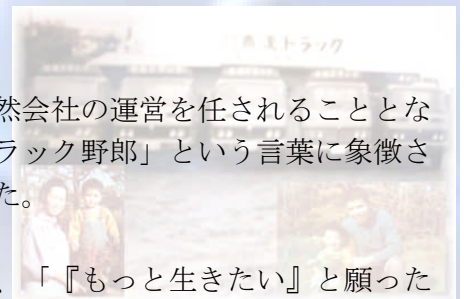 然会社の運営を任されることとな
ラック野郎」という言葉に象徴さ
た。
、「『もっと生きたい』と願った